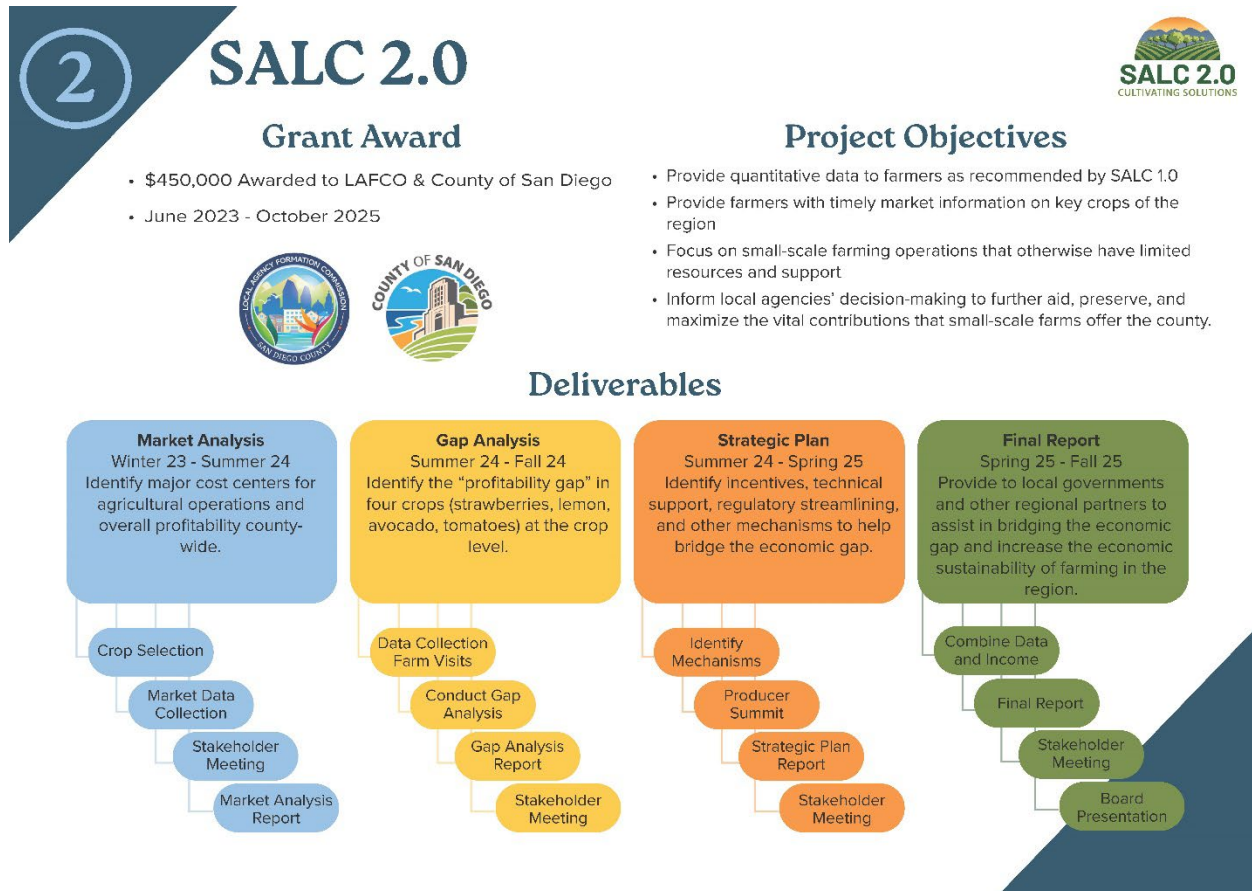 2
SALC 2.0
SALC 2.0
CULTIVATING SOLUTIONS
Grant Award
• $450,000 Awarded to LAFCO & County of San Diego
• June 2023 - October 2025
LOCAL AGENCY FORMATION COMMISSION
SAN DIEGO COUNTY
COUNTY OF SAN DIEGO
Project Objectives
• Provide quantitative data to farmers as recommended by SALC 1.0
• Provide farmers with timely market information on key crops of the
region
• Focus on small-scale farming operations that otherwise have limited
resources and support
• Inform local agencies' decision-making to further aid, preserve, and
maximize the vital contributions that small-scale farms offer the county.
Deliverables
Market Analysis
Winter 23 - Summer 24
Identify major cost centers for
agricultural operations and
overall profitability county-
wide.
Crop Selection
Market Data
Collection
Stakeholder
Meeting
Market Analysis
Report
Gap Analysis
Summer 24 - Fall 24
Identify the “profitability gap” in
four crops (strawberries, lemon,
avocado, tomatoes) at the crop
level.
Data Collection
Farm Visits
Conduct Gap
Analysis
Gap Analysis
Report
Stakeholder
Meeting
Strategic Plan
Summer 24 - Spring 25
Identify incentives, technical
support, regulatory streamlining,
and other mechanisms to help
bridge the economic gap.
Identify
Mechanisms
Producer
Summit
Strategic Plan
Report
Stakeholder
Meeting
Final Report
Spring 25 - Fall 25
Provide to local governments
and other regional partners to
assist in bridging the economic
gap and increase the economic
sustainability of farming in the
region.
Combine Data
and Income
Final Report
Stakeholder
Meeting
Board
Presentation